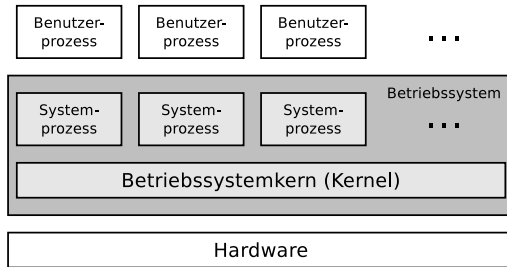 Benutzer-
prozess
Benutzer-
prozess
Benutzer-
prozess
...
Betriebssystem
System-
prozess
System-
prozess
System-
prozess
...
Betriebssystemkern (Kernel)
Hardware